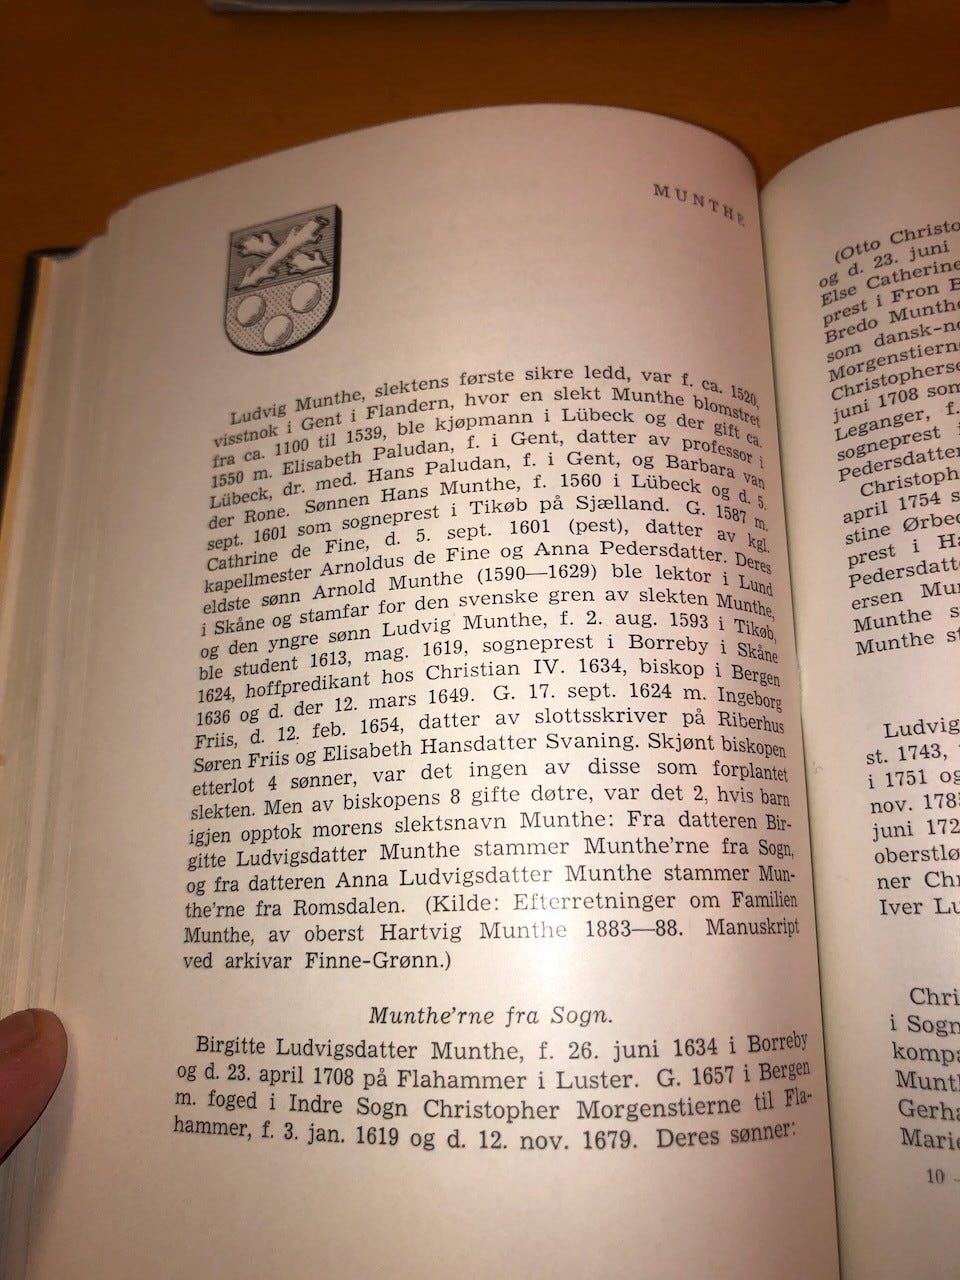 MUNTHE
Ludvig Munthe, slektens første sikre ledd, var f. ca. 1520,
visstnok i Gent i Flandern, hvor en slekt Munthe blomstret
fra ca. 1100 til 1539, ble kjøpmann i Lübeck og der gift ca.
1550 m. Elisabeth Paludan, f. i Gent, datter av professor i
Lübeck, dr. med. Hans Paludan, f. i Gent, og Barbara van
der Rone. Sønnen Hans Munthe, f. 1560 i Lübeck og d. 5.
sept. 1601 som sogneprest i Tikøb på Sjælland. G. 1587 m.
Cathrine de Fine, d. 5. sept. 1601 (pest), datter av kgl.
kapellmester Arnoldus de Fine og Anna Pedersdatter. Deres
eldste sønn Arnold Munthe (1590—1629) ble lektor i Lund
i Skåne og stamfar for den svenske gren av slekten Munthe,
og den yngre sønn Ludvig Munthe, f. 2. aug. 1593 i Tikøb,
ble student 1613, mag. 1619, sogneprest i Borreby i Skåne
1624, hoffpredikant hos Christian IV. 1634, biskop i Bergen
1636 og d. der 12. mars 1649. G. 17. sept. 1624 m. Ingeborg
Friis, d. 12. feb. 1654, datter av slottsskriver på Riberhus
Søren Friis og Elisabeth Hansdatter Svaning. Skjønt biskopen
etterlot 4 sønner, var det ingen av disse som forplantet
slekten. Men av biskopens 8 gifte døtre, var det 2, hvis barn
igjen opptok morens slektsnavn Munthe: Fra datteren Bir-
gitte Ludvigsdatter Munthe stammer Munthe'rne fra Sogn,
og fra datteren Anna Ludvigsdatter Munthe stammer Mun-
the'rne fra Romsdalen. (Kilde: Efterretninger om Familien
Munthe, av oberst Hartvig Munthe 1883—88. Manuskript
ved arkivar Finne-Grønn.)
Munthe'rne fra Sogn.
Birgitte Ludvigsdatter Munthe, f. 26. juni 1634 i Borreby
og d. 23. april 1708 på Flahammer i Luster. G. 1657 i Bergen
m. foged i Indre Sogn Christopher Morgenstierne til Fla-
hammer, f. 3. jan. 1619 og d. 12. nov. 1679. Deres sønner:
(Otto Christo
og d. 23. juni
Else Catherine
prest i Fron
Bredo Munthe
som dansk-no
Morgenstierne
Christopherse
juni 1708 som
Leganger, f.
sogneprest i
Pedersdatter
Christophe
april 1754 s
stine Ørbec
prest i Ha
Pedersdatte
ersen Mun
Munthe s
Munthe st
Ludvig
st. 1743,
i 1751 og
nov. 178
juni 172
oberstlø
ner Chr
Iver Lu
Chri
i Sogn
kompa
Munt
Gerha
Marie
10